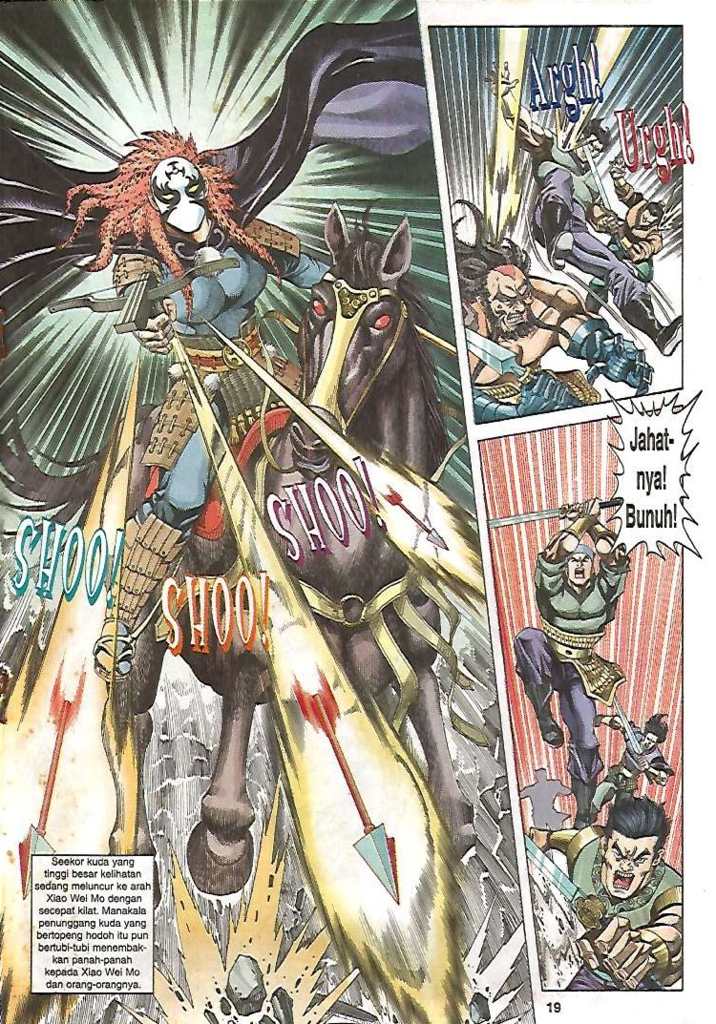 Argh!
Urgh!
Jahat-
nya!
Bunuh!
SHOO!
SHOO!
SHOO!
Seekor kuda yang
tinggi besar kelihatan
sedang meluncur ke arah
Xiao Wei Mo dengan
secepat kilat. Manakala
penunggang kuda yang
bertopeng hodoh itu pun
bertubi-tubi menembak-
kan panah-panah
kepada Xiao Wei Mo
dan orang-orangnya.
19